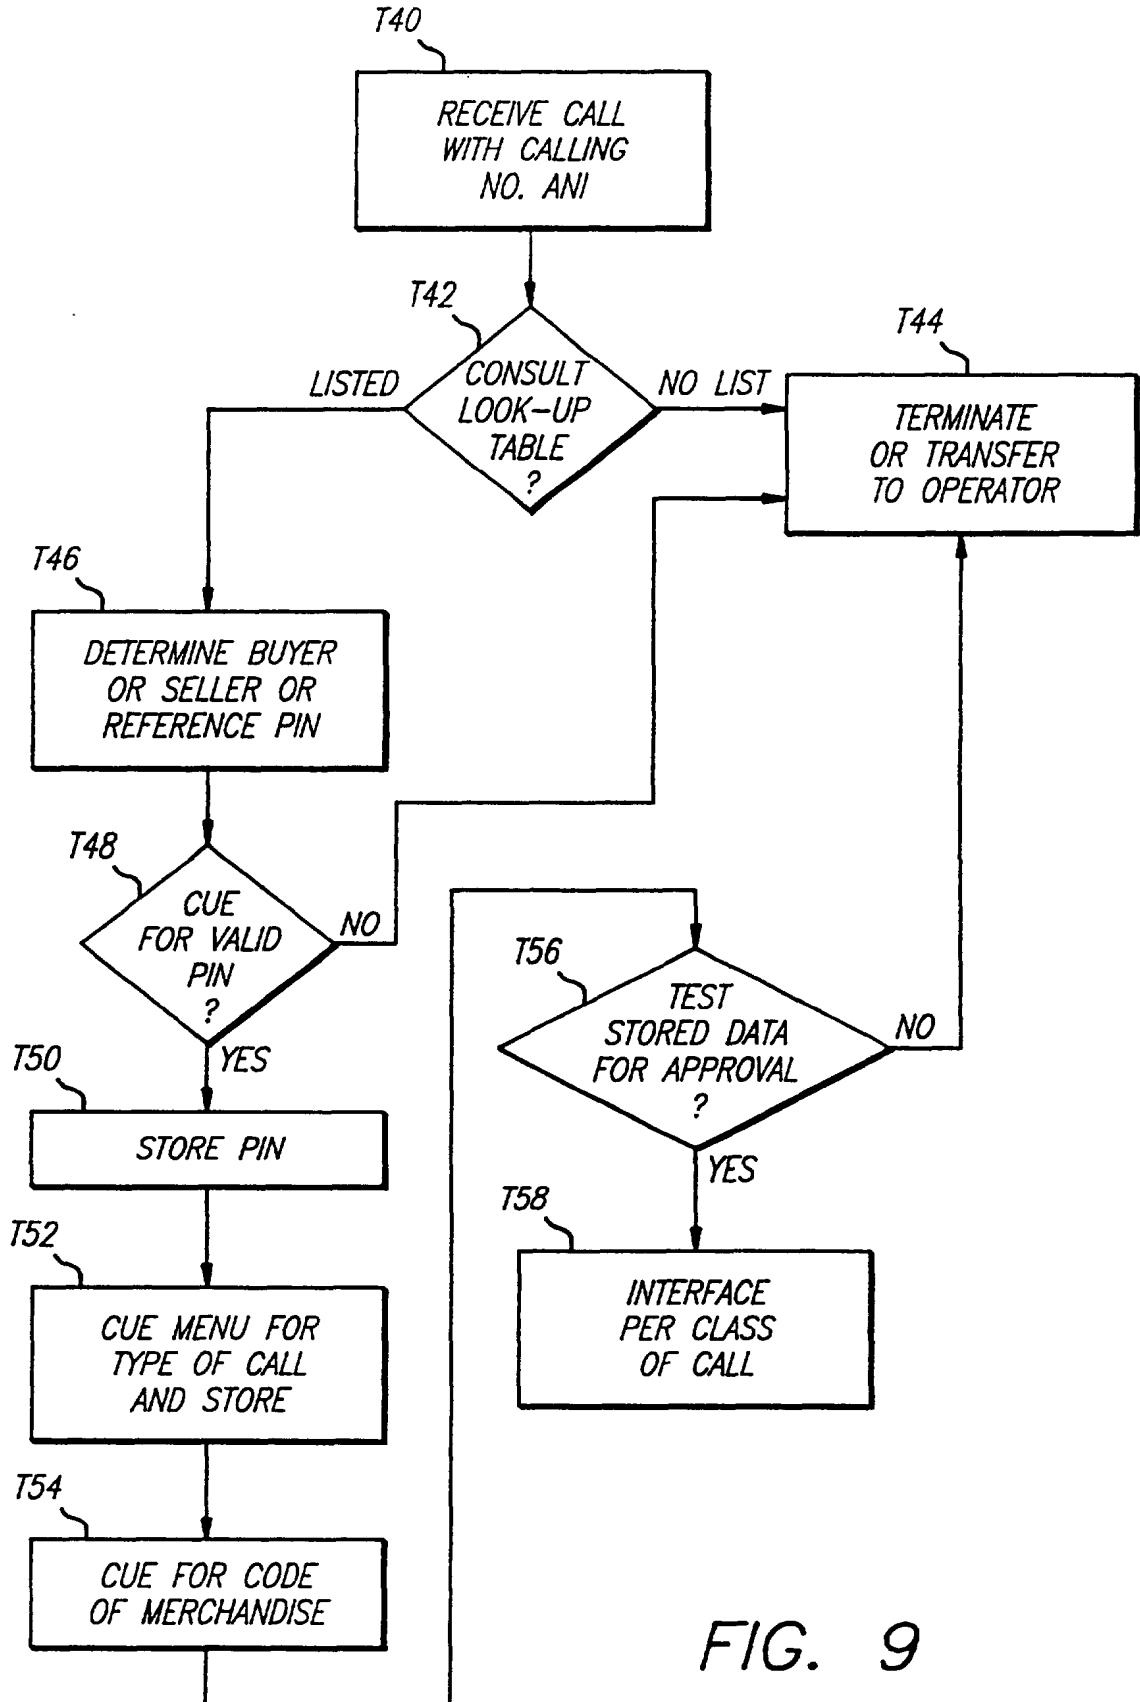 T40
RECEIVE CALL
WITH CALLING
NO. ANI
T42
CONSULT
LOOK-UP
TABLE
?
LISTED
NO LIST
T44
TERMINATE
OR TRANSFER
TO OPERATOR
T46
DETERMINE BUYER
OR SELLER OR
REFERENCE PIN
T48
CUE
FOR VALID
PIN
?
NO
YES
T50
STORE PIN
T52
CUE MENU FOR
TYPE OF CALL
AND STORE
T54
CUE FOR CODE
OF MERCHANDISE
T56
TEST
STORED DATA
FOR APPROVAL
?
NO
YES
T58
INTERFACE
PER CLASS
OF CALL
FIG. 9